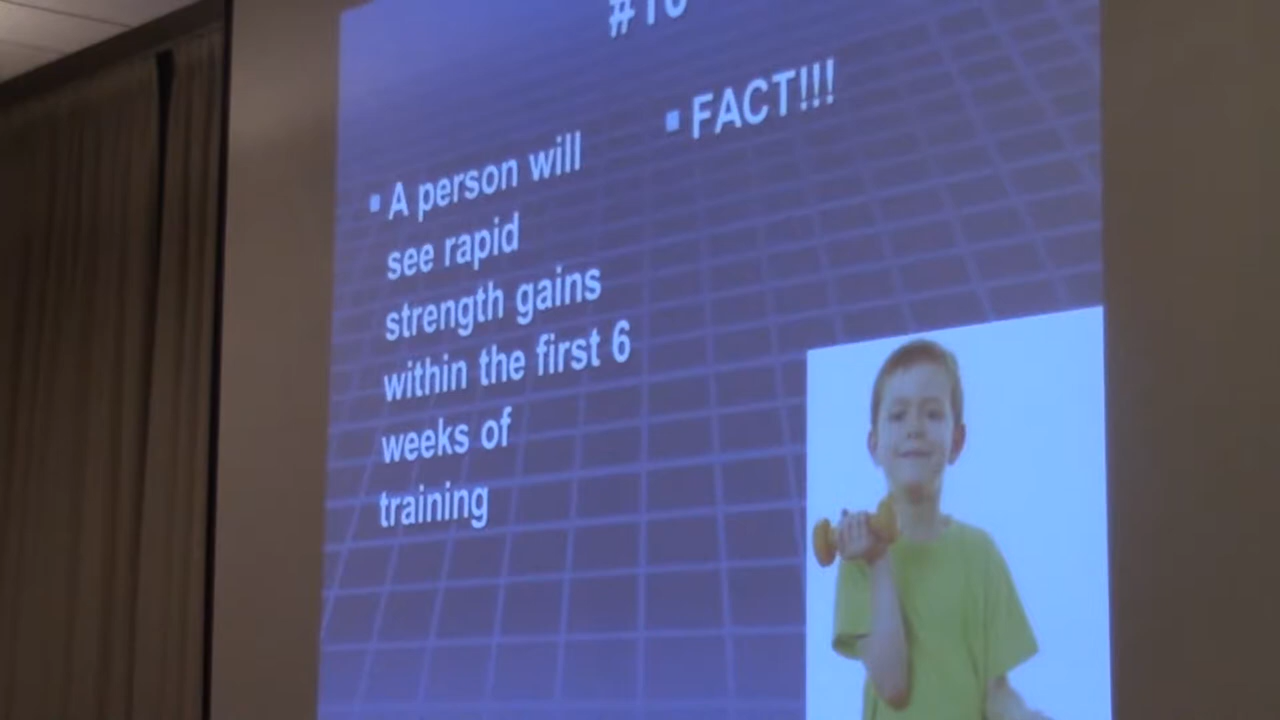 ▪ A person will
see rapid
strength gains
within the first 6
weeks of
training
▪ FACT!!!